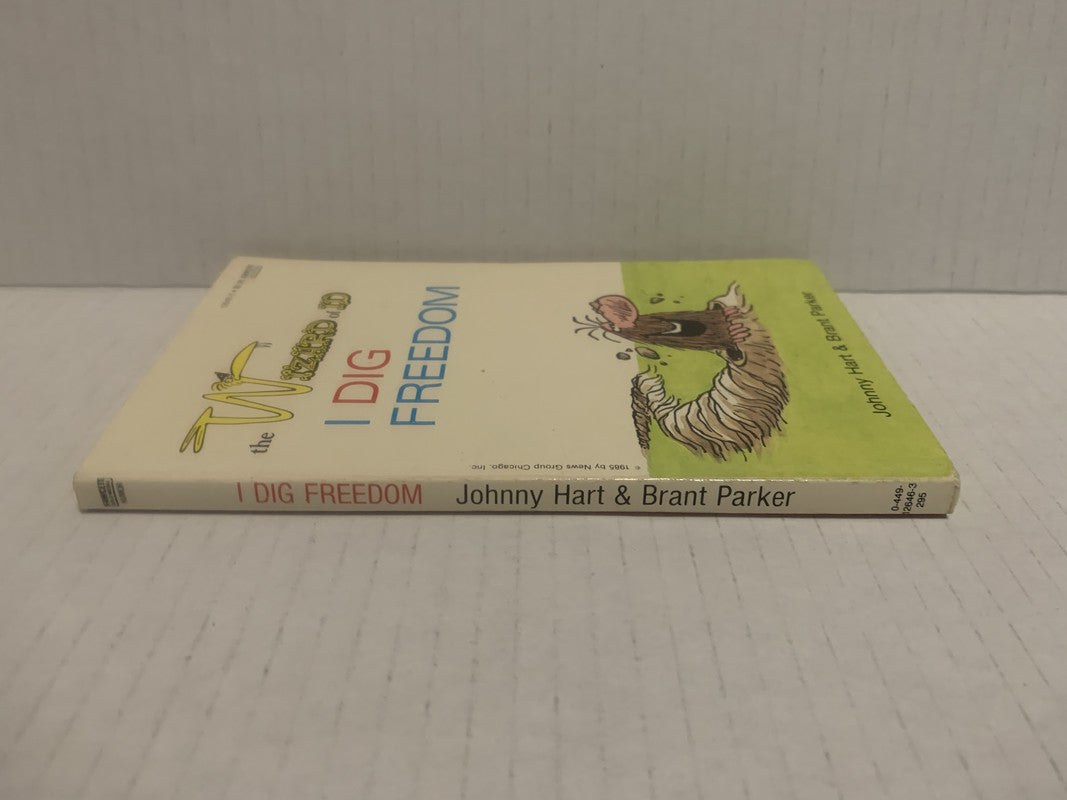 the Wizard of ID
I DIG
FREEDOM
© 1985 by News Group Chicago, Inc.
Johnny Hart & Brant Parker
I DIG FREEDOM Johnny Hart & Brant Parker
0-449-
12646-3
295